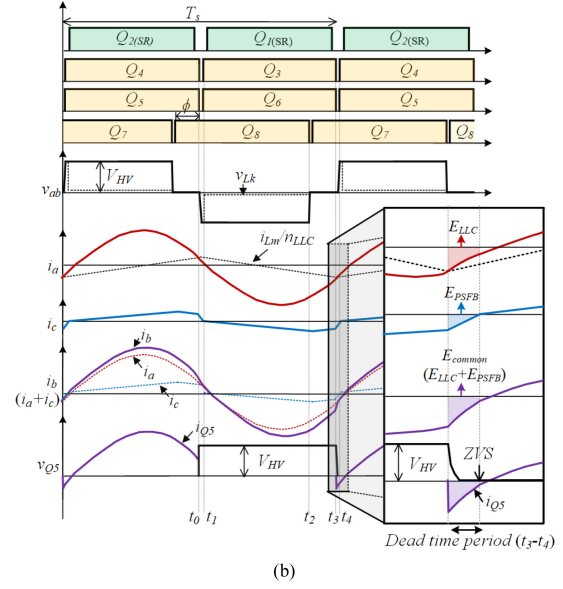 T_s
Q_2(SR) Q_1(SR) Q_2(SR)
Q_4 Q_3 Q_4
Q_5 Q_6 Q_5
ϕ
Q_7 Q_8 Q_7 Q_8
V_HV v_Lk
v_ab
i_Lm/n_LLC E_LLC
i_a
E_PSFB
i_c
i_b E_common
i_b i_a (E_LLC+E_PSFB)
(i_a+i_c) i_c
i_Q5
v_Q5 V_HV V_HV ZVS
i_Q5
t_0 t_1 t_2 t_3 t_4
Dead time period (t_3-t_4)
(b)